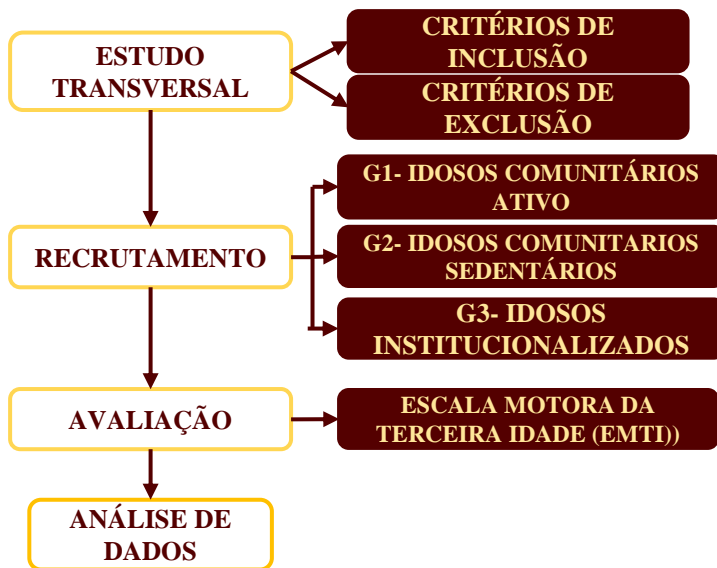 ESTUDO
TRANSVERSAL
CRITÉRIOS DE
INCLUSÃO
CRITÉRIOS DE
EXCLUSÃO
RECRUTAMENTO
G1- IDOSOS COMUNITÁRIOS
ATIVO
G2- IDOSOS COMUNITARIOS
SEDENTÁRIOS
G3- IDOSOS
INSTITUCIONALIZADOS
AVALIAÇÃO
ESCALA MOTORA DA
TERCEIRA IDADE (EMTI))
ANÁLISE DE
DADOS